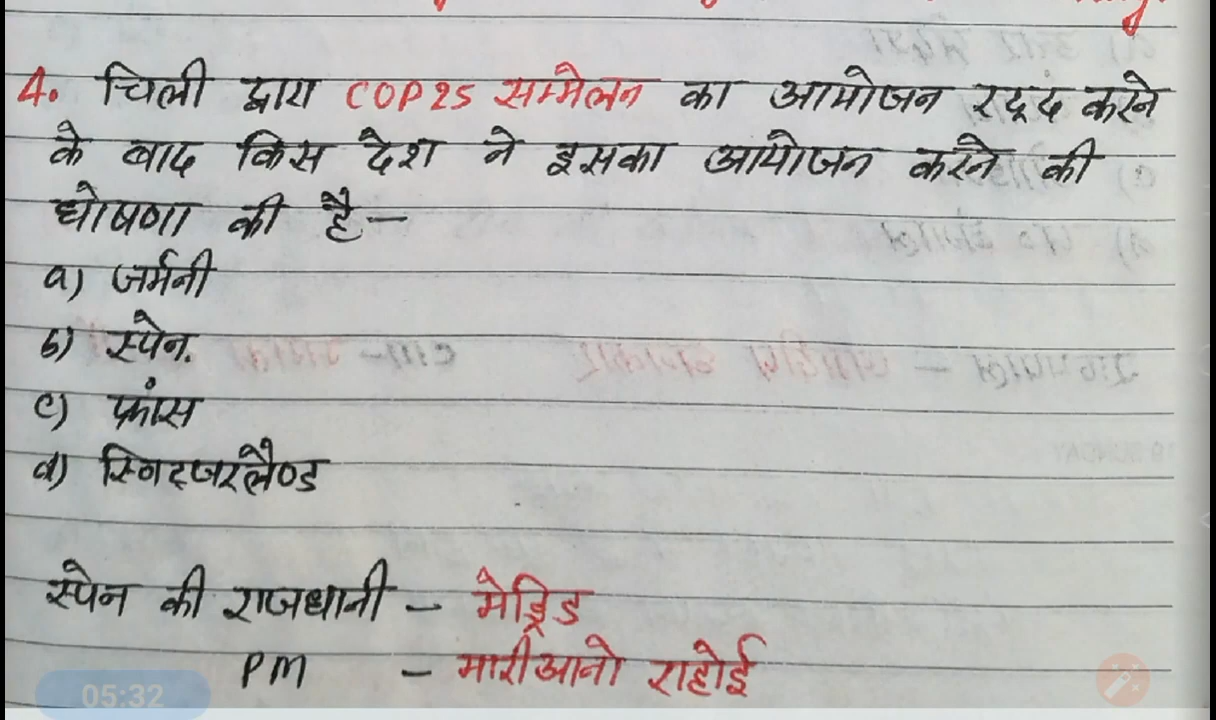 4. चिली द्वारा COP25 सम्मेलन का आयोजन रद्द करने
के बाद किस देश ने इसका आयोजन करने की
घोषणा की है –
a) जर्मनी
b) स्पेन.
c) फ्रांस
d) स्विट्जरलैण्ड
स्पेन की राजधानी – मेड्रिड
PM – मारीआनो राहोई
05:32